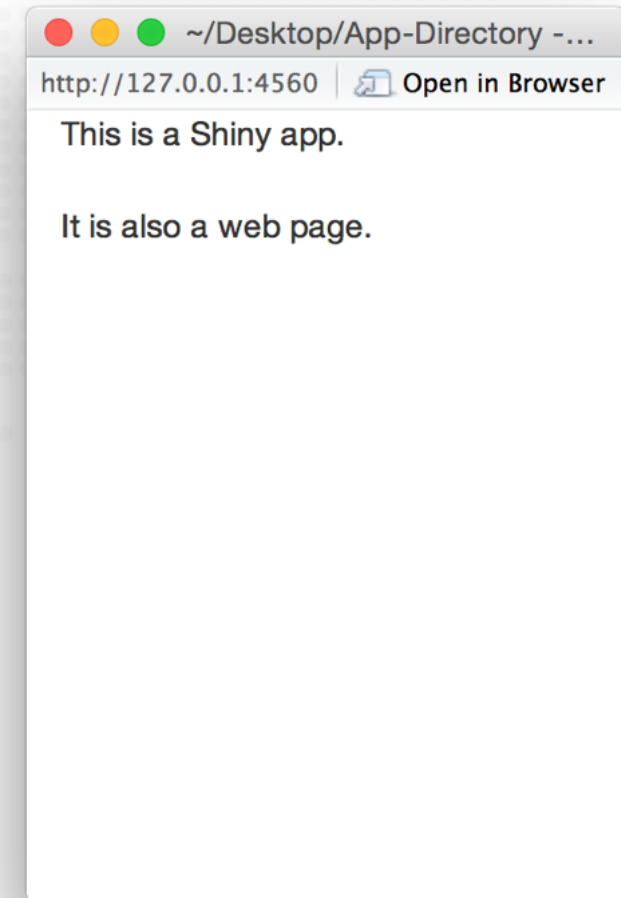 ~/Desktop/App-Directory -...
http://127.0.0.1:4560 Open in Browser
This is a Shiny app.
It is also a web page.